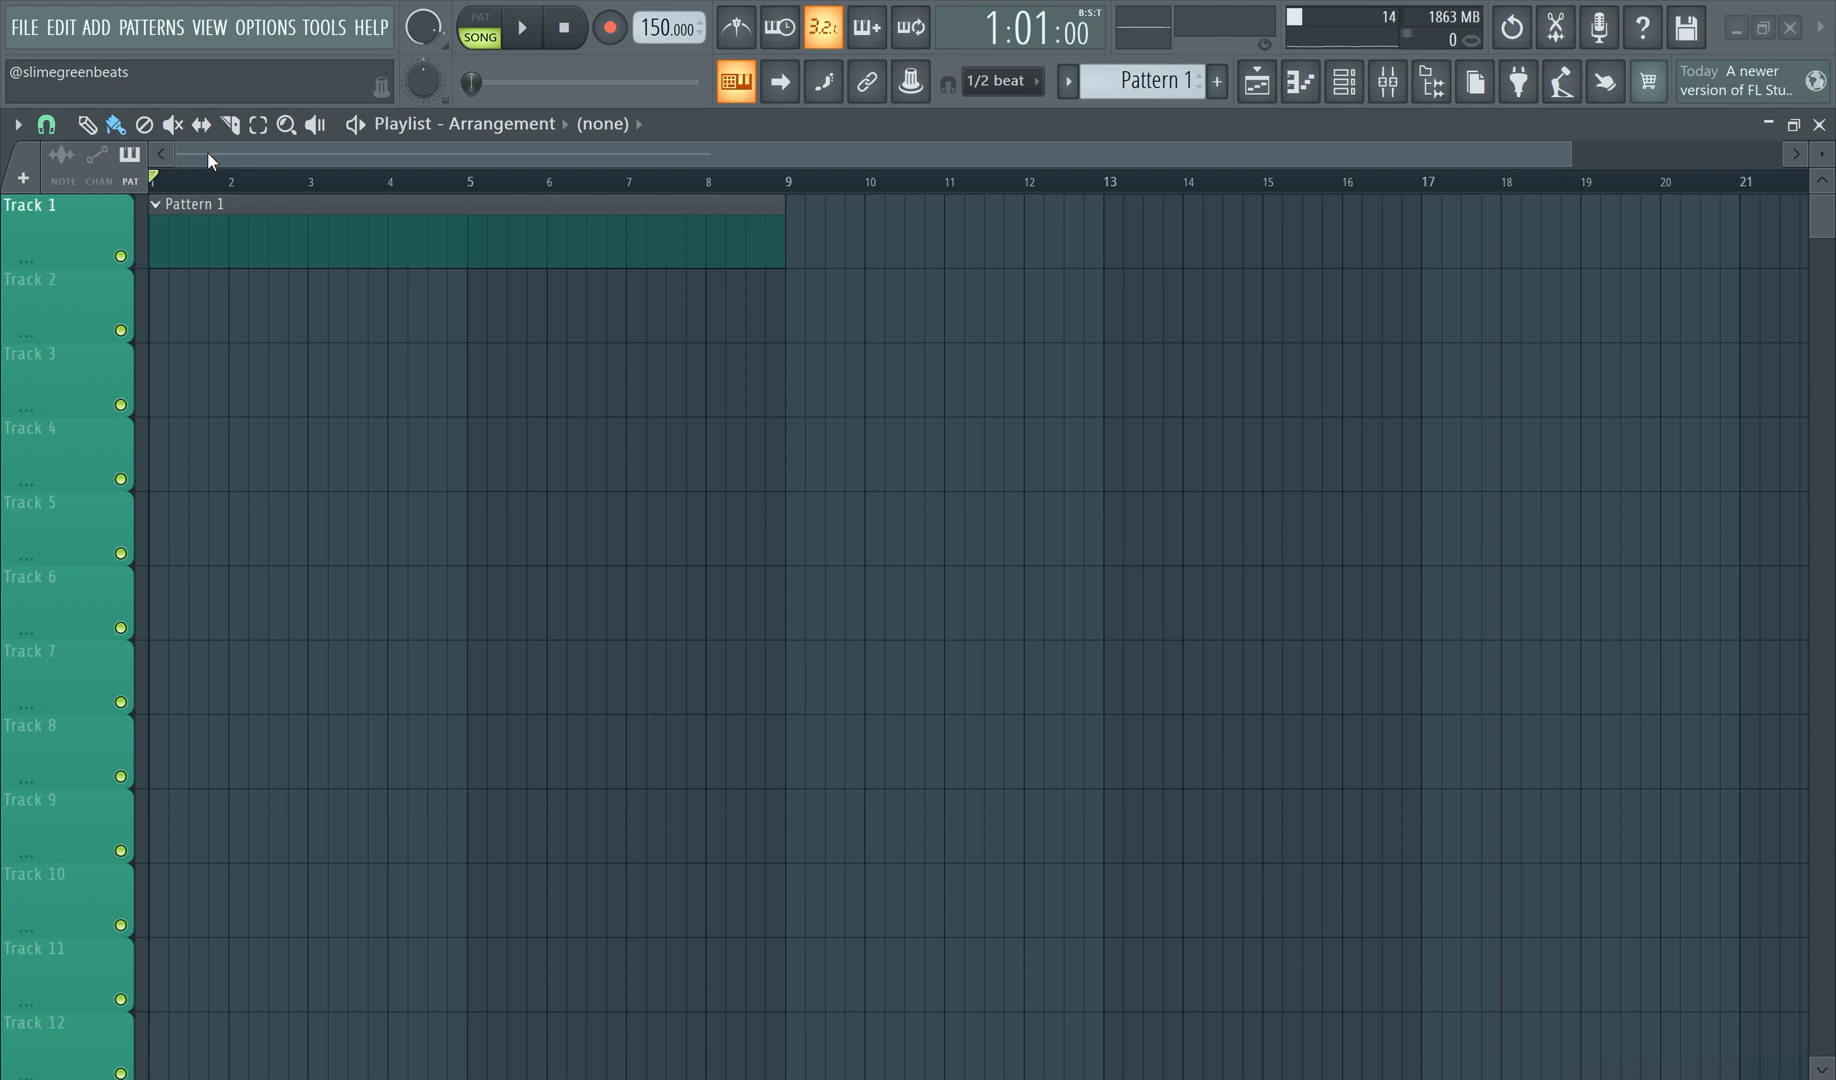 FILE EDIT ADD PATTERNS VIEW OPTIONS TOOLS HELP
PAT
SONG
150.000
3.2.
1:01:00
B:S:T
14
1863 MB
0
@slimegreenbeats
1/2 beat
Pattern 1
+
Today A newer
version of FL Stu..
Playlist - Arrangement
(none)
NOTE CHAN PAT
1 2 3 4 5 6 7 8 9 10 11 12 13 14 15 16 17 18 19 20 21
Track 1
Pattern 1
Track 2
Track 3
Track 4
Track 5
Track 6
Track 7
Track 8
Track 9
Track 10
Track 11
Track 12